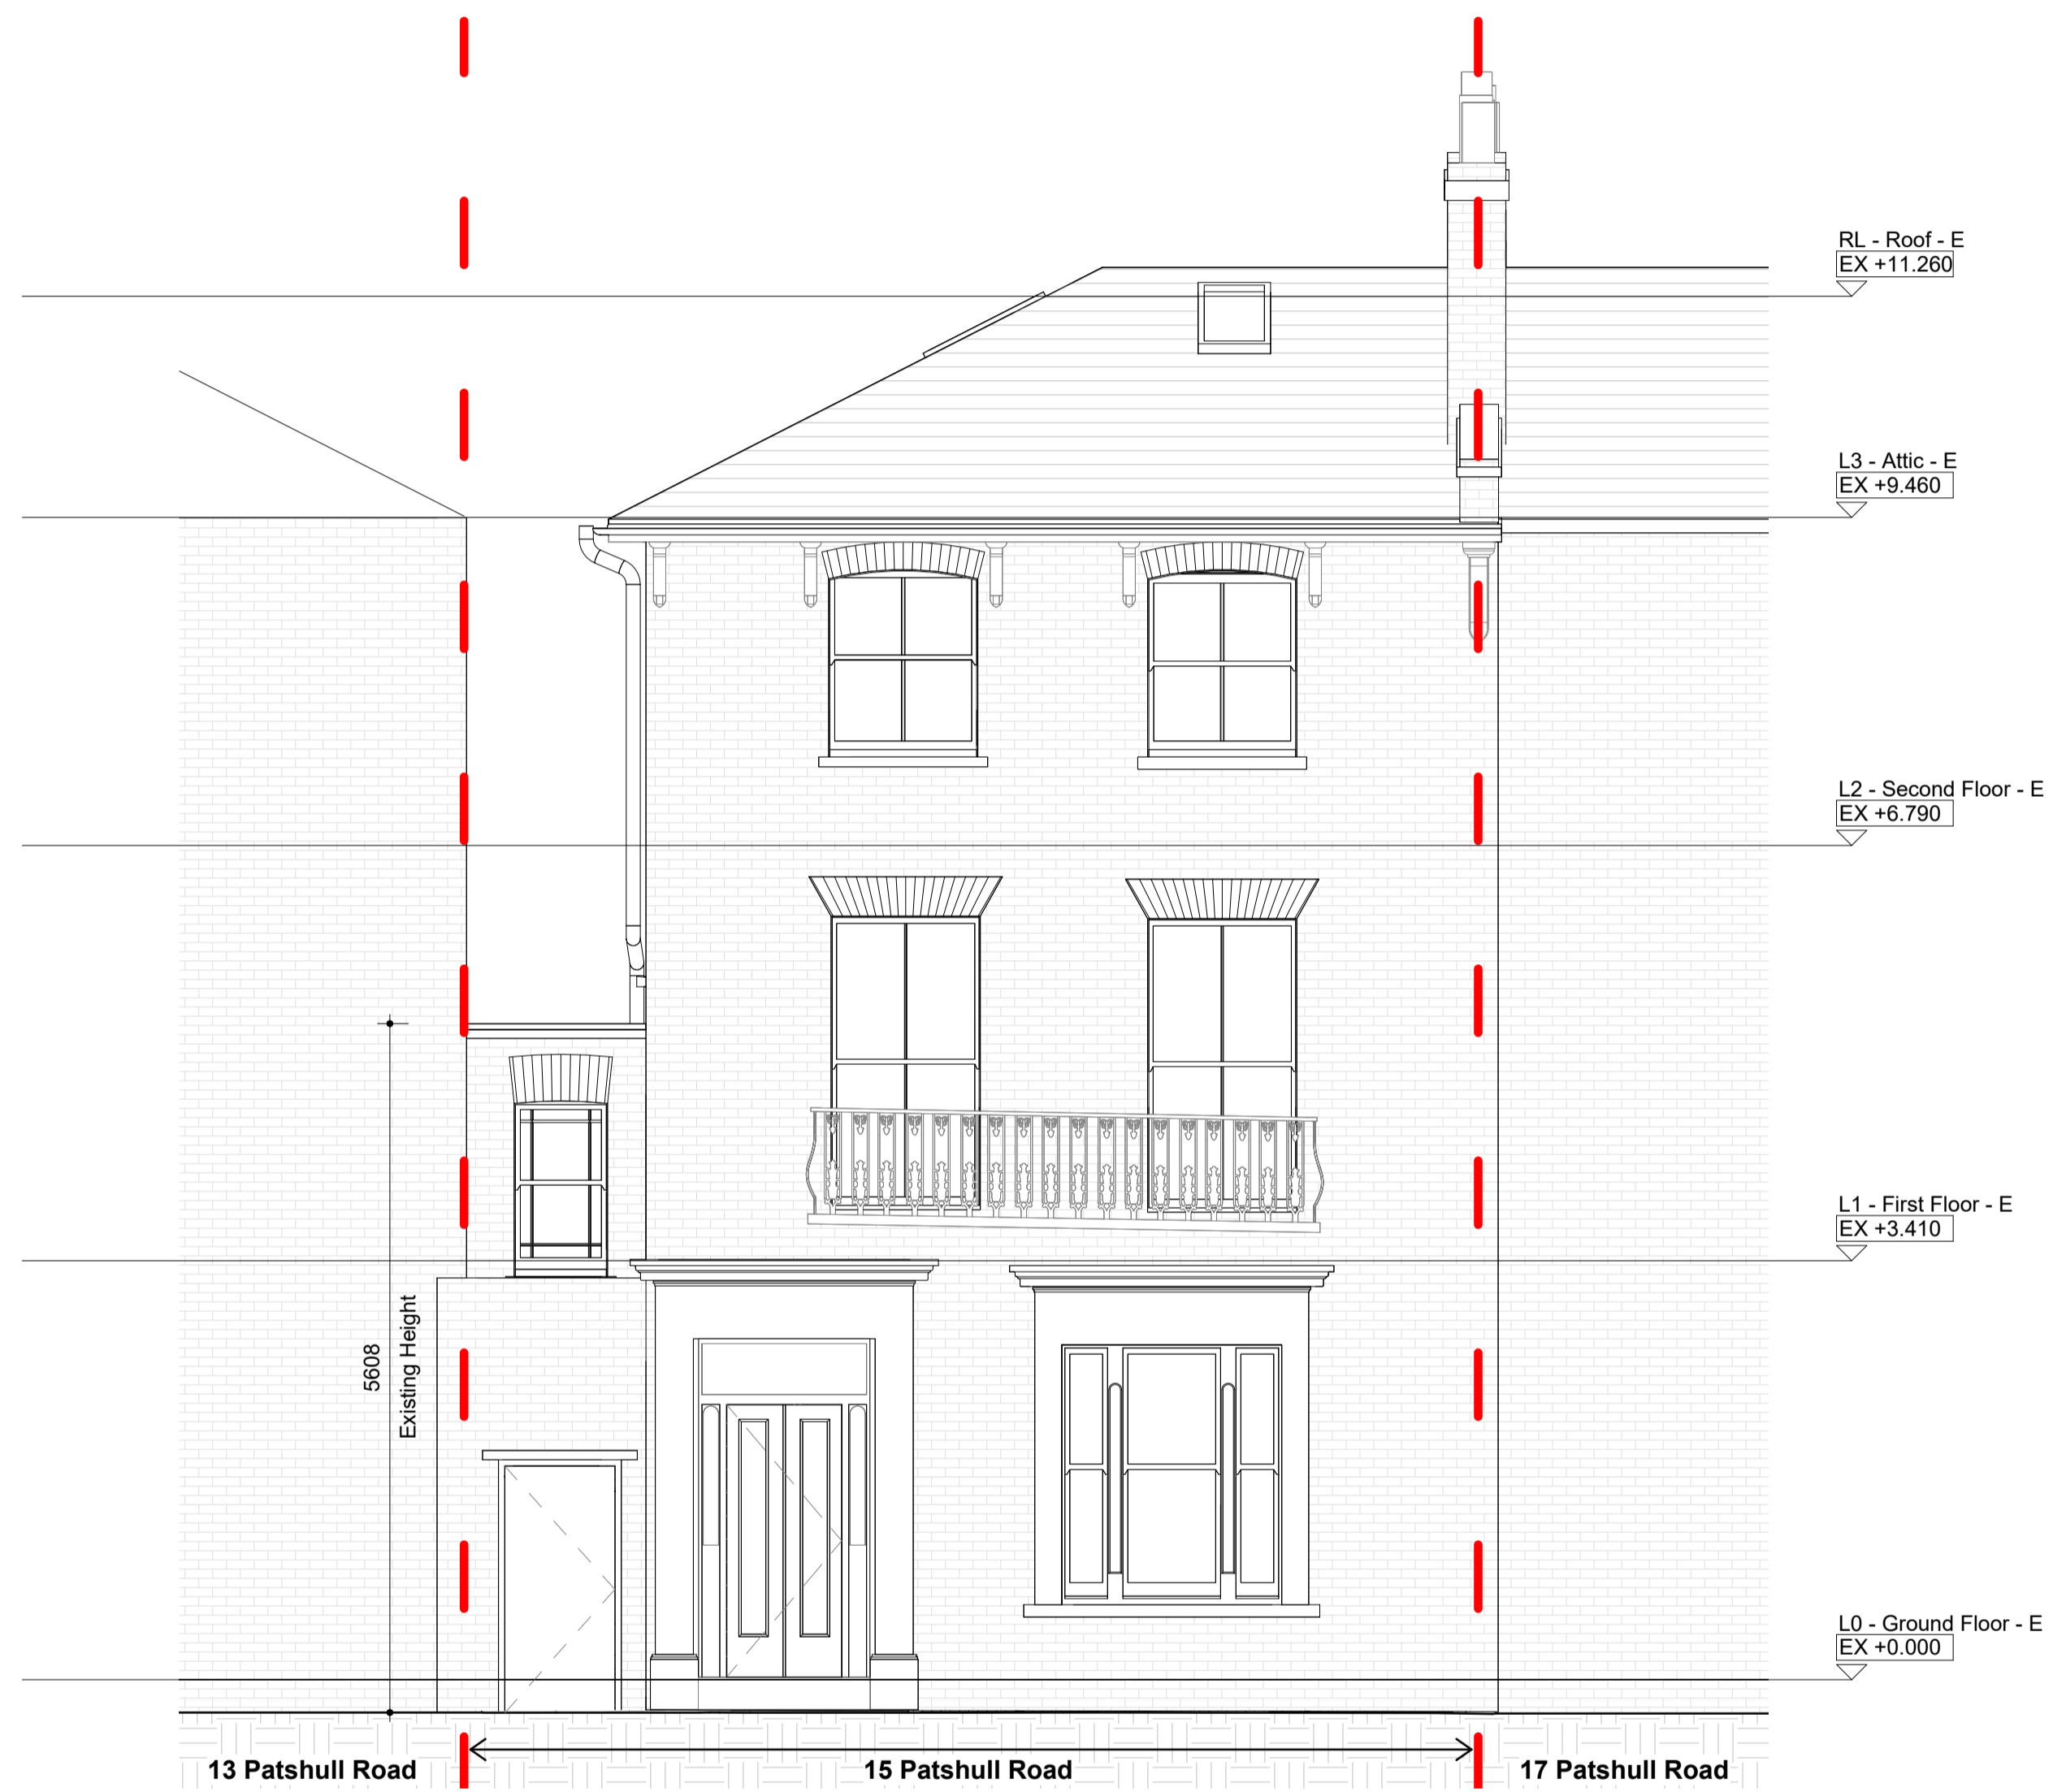 RL - Roof - E
EX +11.260
L3 - Attic - E
EX +9.460
L2 - Second Floor - E
EX +6.790
L1 - First Floor - E
EX +3.410
5608
Existing Height
L0 - Ground Floor - E
EX +0.000
13 Patshull Road
15 Patshull Road
17 Patshull Road